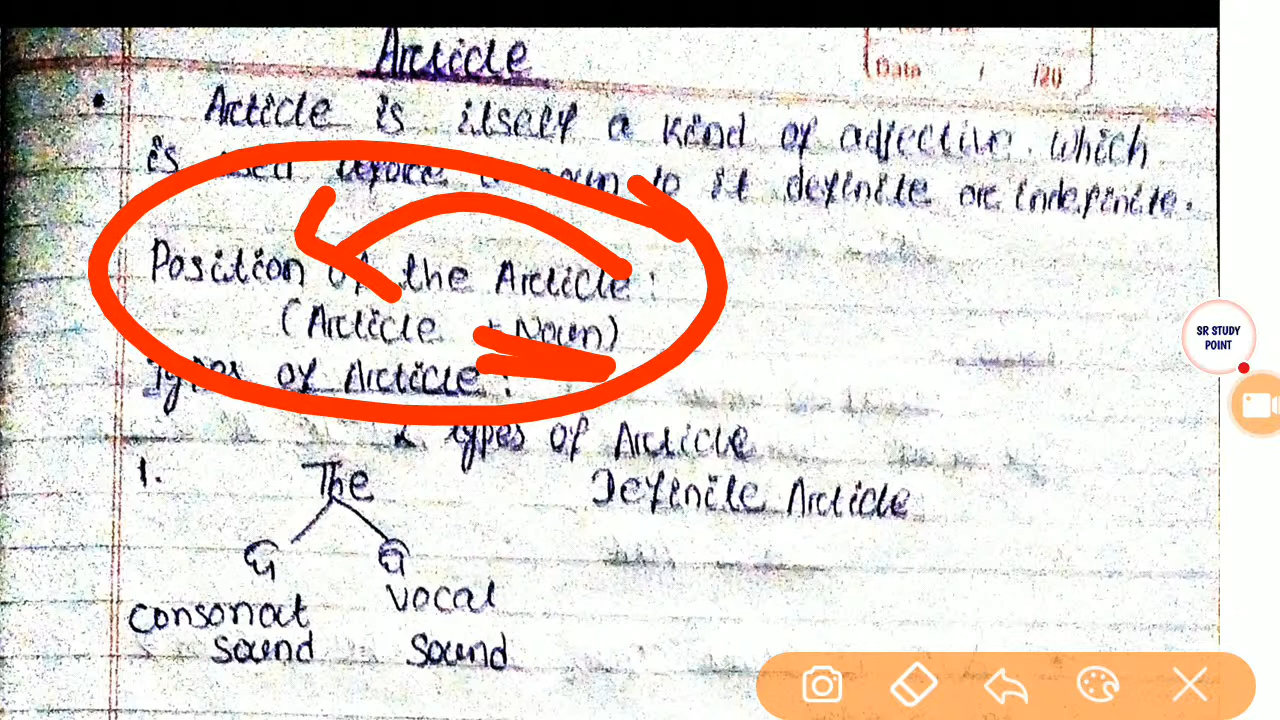 Article
Date / /20
Article is itself a kind of adjective. which
is used before a noun to it definite or indefinite.
Position of the Article:
(Article + Noun)
Types of Article:
2 types of Article
1. The Definite Article
consonat sound
vocal sound
SR STUDY
POINT